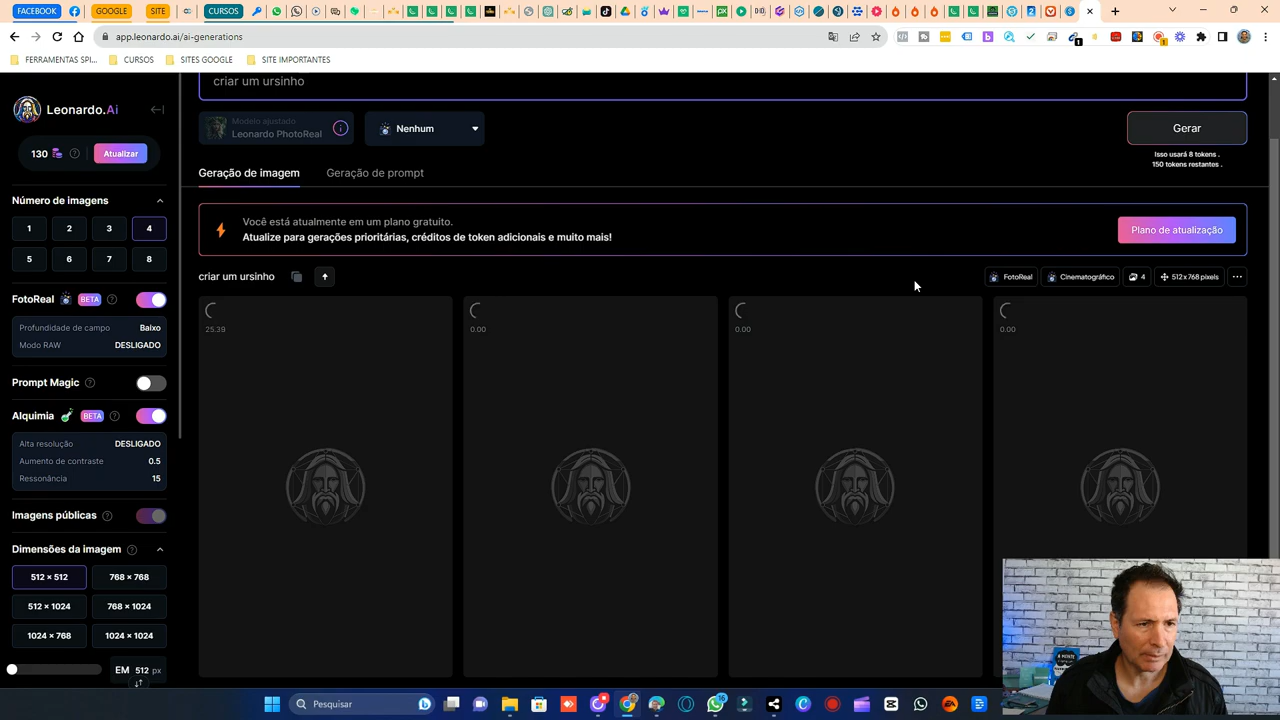 FACEBOOK
GOOGLE
SITE
CURSOS
app.leonardo.ai/ai-generations
FERRAMENTAS SPI...
CURSOS
SITES GOOGLE
SITE IMPORTANTES
criar um ursinho
Leonardo.Ai
Modelo ajustado
Leonardo PhotoReal
Nenhum
Gerar
Isso usará 8 tokens .
150 tokens restantes .
130
Atualizar
Geração de imagem
Geração de prompt
Número de imagens
1 2 3 4
5 6 7 8
Você está atualmente em um plano gratuito.
Atualize para gerações prioritárias, créditos de token adicionais e muito mais!
Plano de atualização
criar um ursinho
FotoReal
Cinematográfico
4
512x768 pixels
FotoReal BETA
Profundidade de campo Baixo
Modo RAW DESLIGADO
25.39
0.00
0.00
0.00
Prompt Magic
Alquimia BETA
Alta resolução DESLIGADO
Aumento de contraste 0.5
Ressonância 15
Imagens públicas
Dimensões da imagem
512 × 512
768 × 768
512 × 1024
768 × 1024
1024 × 768
1024 × 1024
EM 512 px
Pesquisar
16